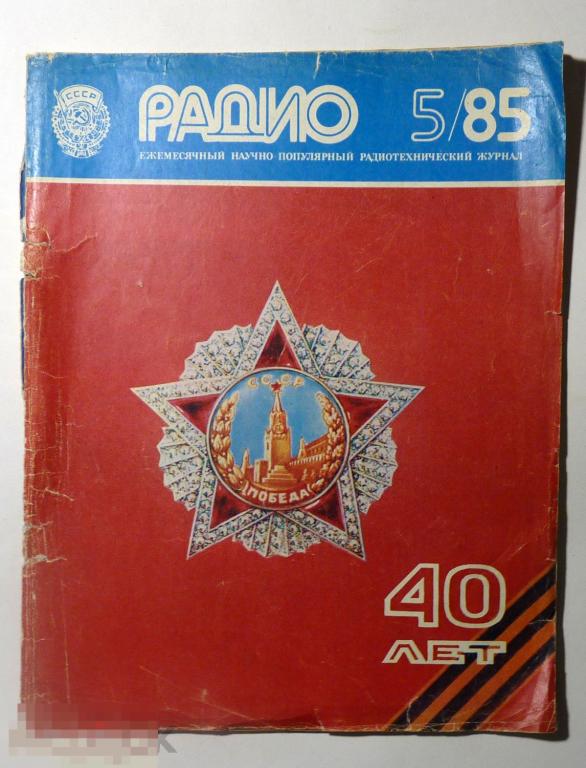 СССР
РАДИО 5/85
ЕЖЕМЕСЯЧНЫЙ НАУЧНО ПОПУЛЯРНЫЙ РАДИОТЕХНИЧЕСКИЙ ЖУРНАЛ
СССР
ПОБЕДА
40
ЛЕТ